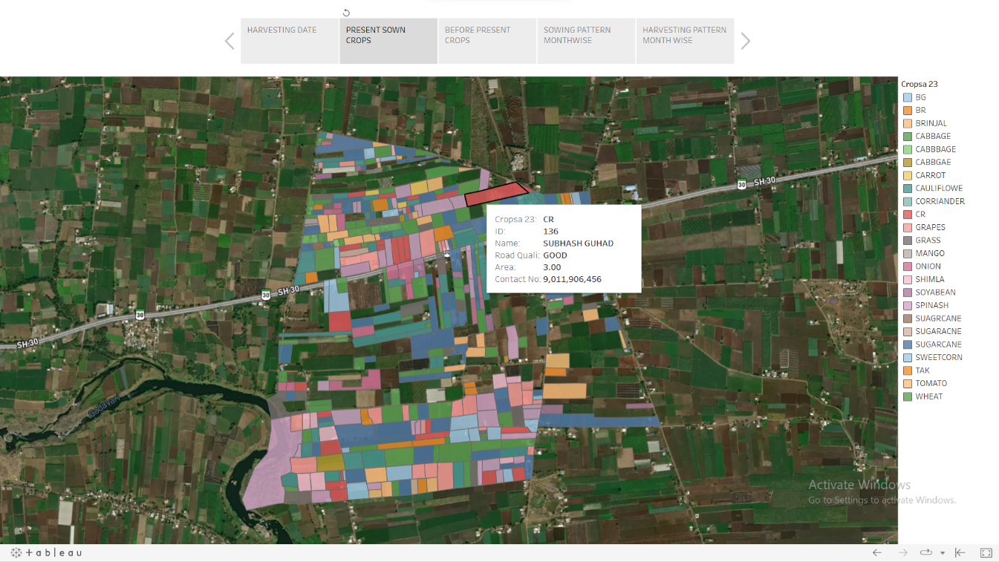 HARVESTING DATE
PRESENT SOWN
CROPS
BEFORE PRESENT
CROPS
SOWING PATTERN
MONTHWISE
HARVESTING PATTERN
MONTH WISE
Cropsa 23
BG
BR
BRINJAL
CABBAGE
CABBBAGE
CABBGAE
CARROT
CAULIFLOWE
CORRIANDER
CR
GRAPES
GRASS
MANGO
ONION
SHIMLA
SOYABEAN
SPINASH
SUAGRCANE
SUGARACNE
SUGARCANE
SWEETCORN
TAK
TOMATO
WHEAT
30 SH 30
Cropsa 23: CR
ID: 136
Name: SUBHASH GUHAD
Road Quali: GOOD
Area: 3.00
Contact No: 9,011,906,456
30 SH 30
30
SH 30
Godavari
Activate Windows
Go to Settings to activate Windows.
+ableau